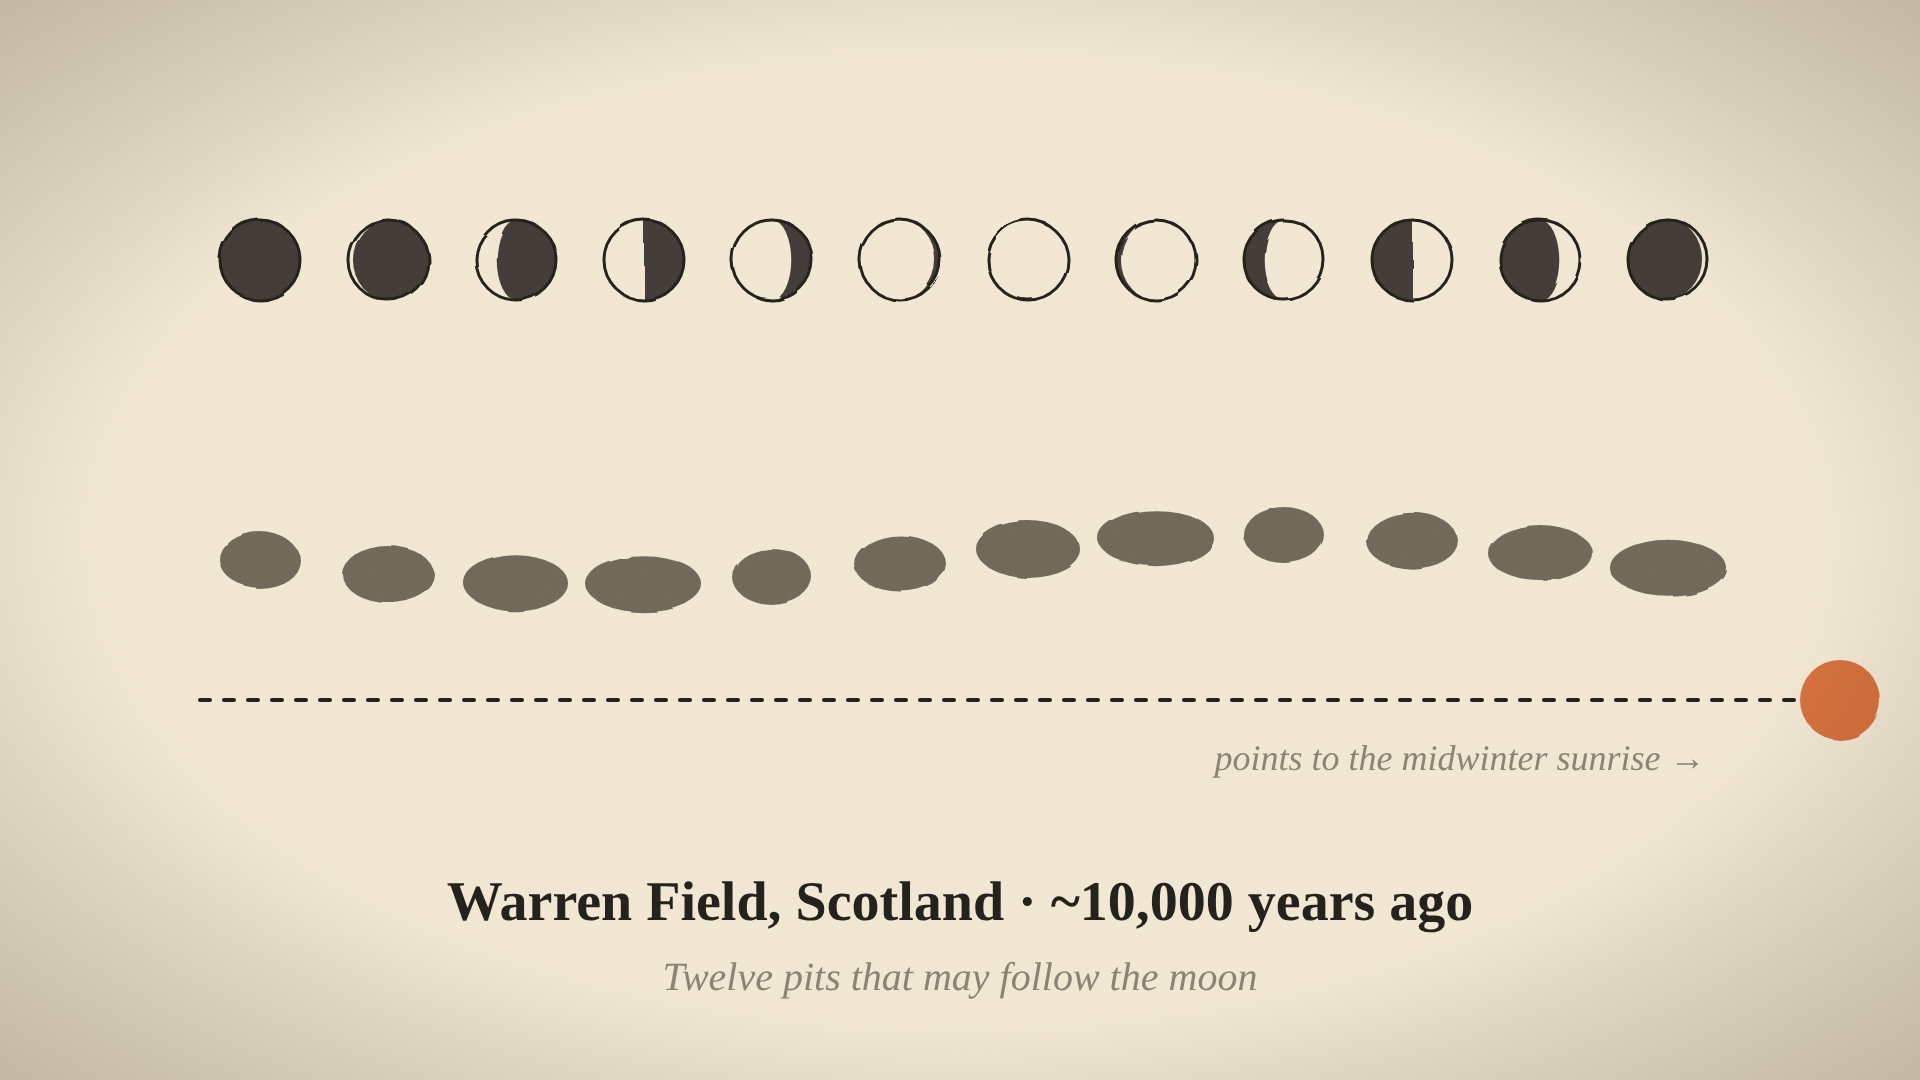 points to the midwinter sunrise →
Warren Field, Scotland · ~10,000 years ago
Twelve pits that may follow the moon